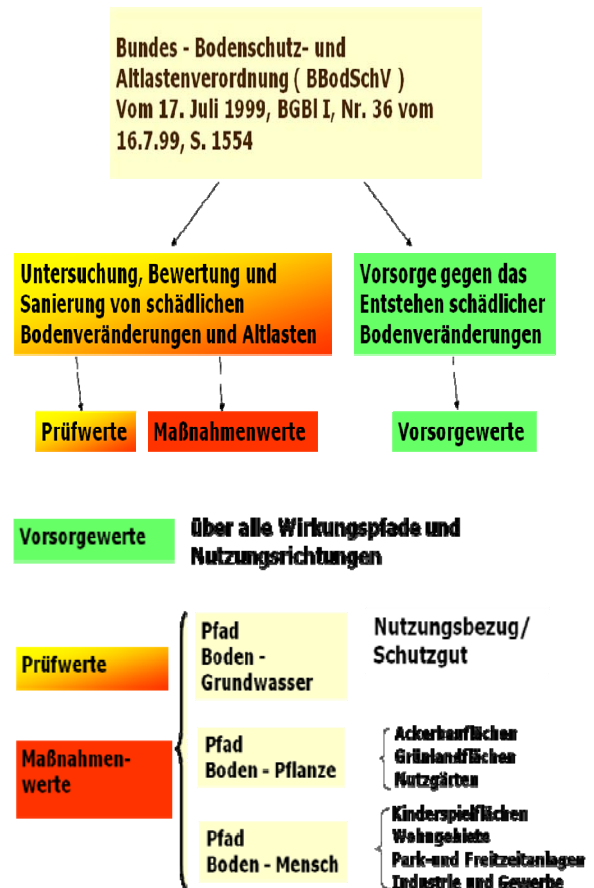 Bundes - Bodenschutz- und
Altlastenverordnung ( BBodSchV )
Vom 17. Juli 1999, BGBl I, Nr. 36 vom
16.7.99, S. 1554
Untersuchung, Bewertung und
Sanierung von schädlichen
Bodenveränderungen und Altlasten
Vorsorge gegen das
Entstehen schädlicher
Bodenveränderungen
Prüfwerte
Maßnahmenwerte
Vorsorgewerte
Vorsorgewerte
über alle Wirkungspfade und
Nutzungsrichtungen
Prüfwerte
Maßnahmen-
werte
Pfad
Boden -
Grundwasser
Nutzungsbezug/
Schutzgut
Pfad
Boden - Pflanze
Ackerbauflächen
Grünlandflächen
Nutzgärten
Pfad
Boden - Mensch
Kinderspielflächen
Wohngebiete
Park-und Freitzeitanlagen
Industrie und Gewerbe